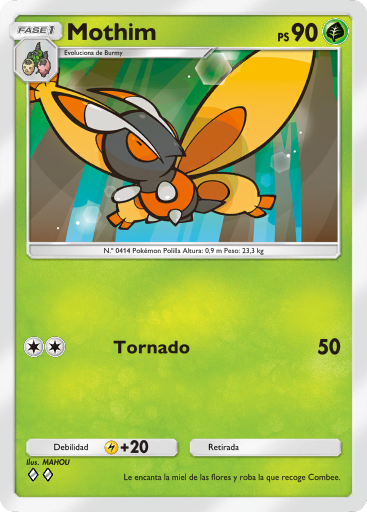 FASE 1
Mothim
PS 90
Evoluciona de Burmy
N.º 0414 Pokémon Polilla Altura: 0,9 m Peso: 23,3 kg
Tornado 50
Debilidad +20 Retirada
Ilus. MAHOU
Le encanta la miel de las flores y roba la que recoge Combee.